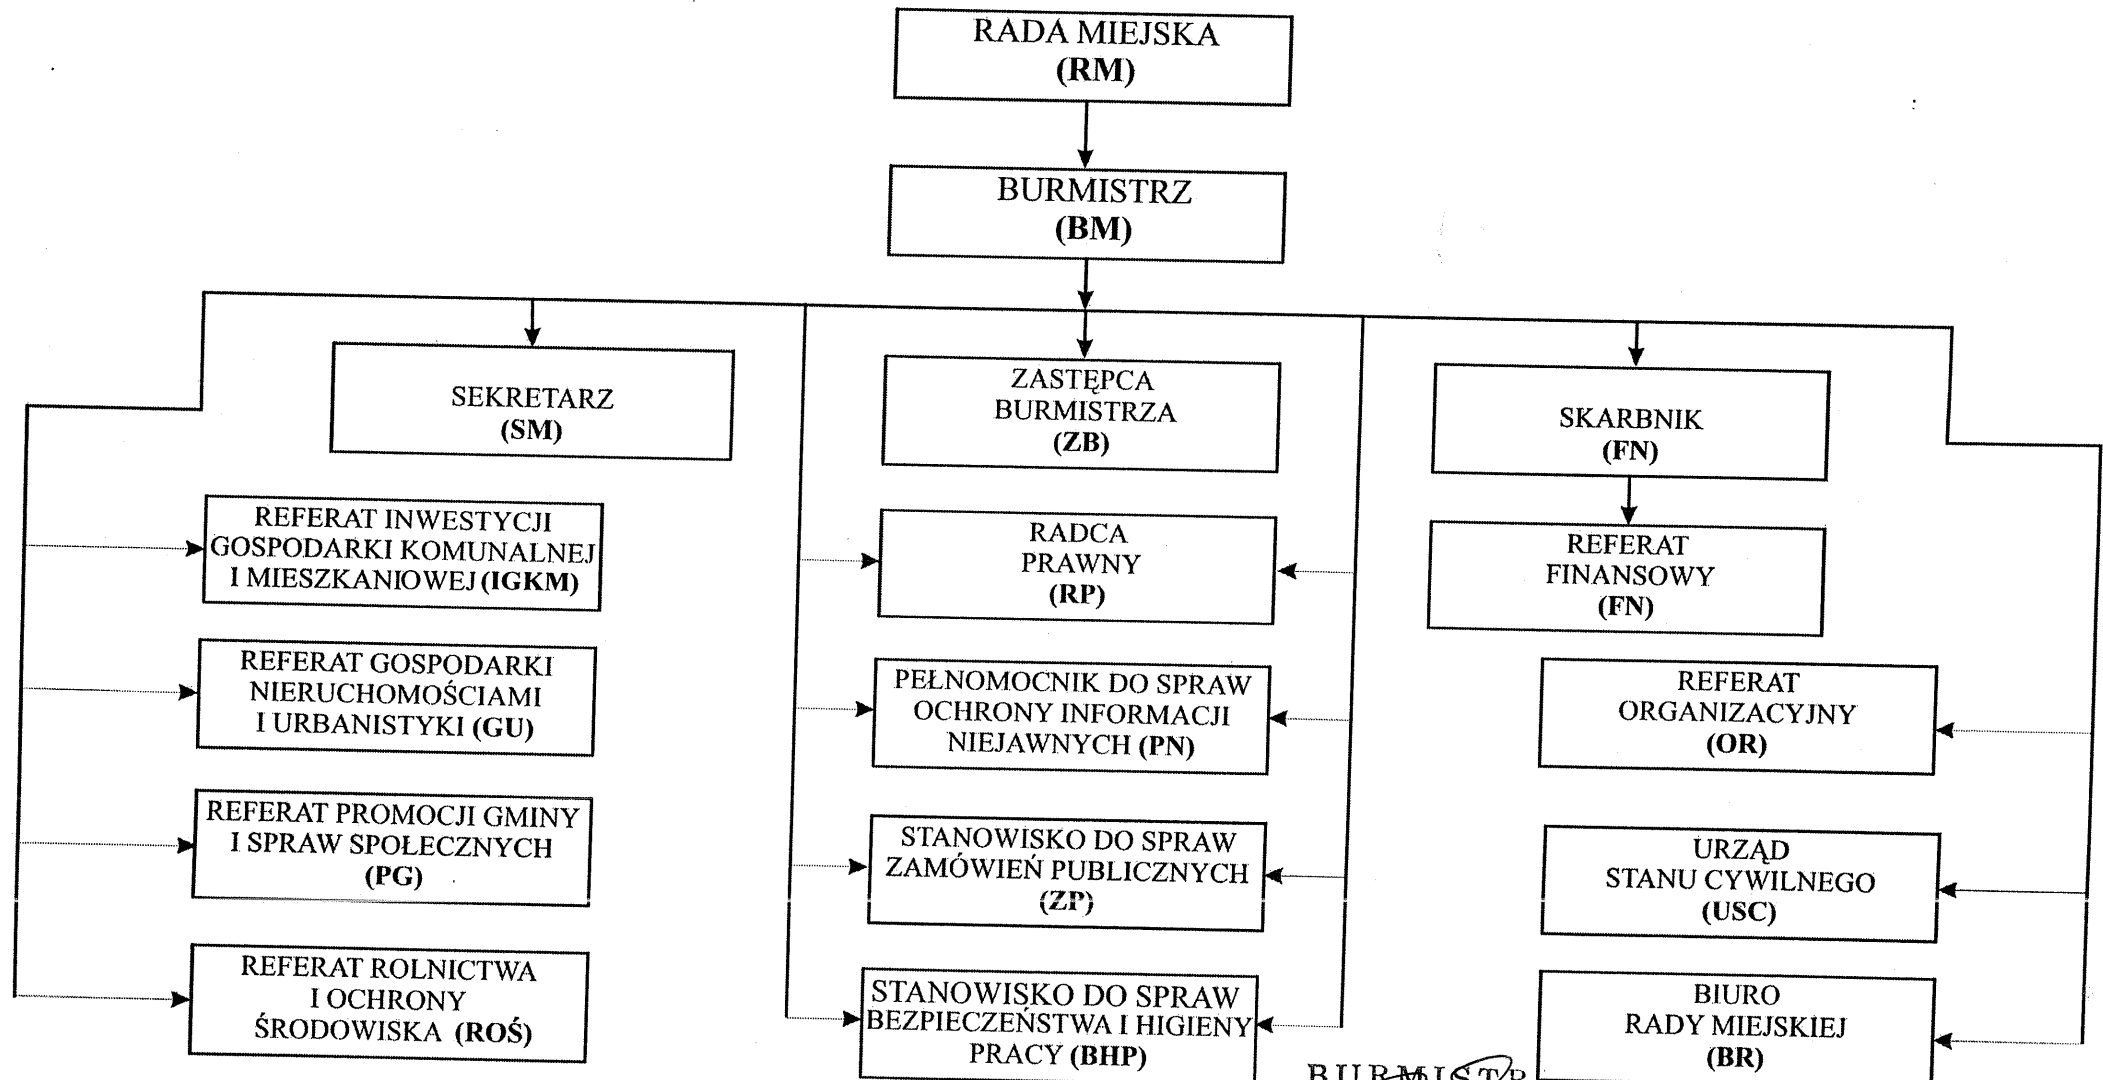 RADA MIEJSKA
(RM)
BURMISTRZ
(BM)
SEKRETARZ
(SM)
ZASTĘPCA
BURMISTRZA
(ZB)
SKARBNIK
(FN)
REFERAT INWESTYCJI
GOSPODARKI KOMUNALNEJ
I MIESZKANIOWEJ (IGKM)
RADCA
PRAWNY
(RP)
REFERAT
FINANSOWY
(FN)
REFERAT GOSPODARKI
NIERUCHOMOŚCIAMI
I URBANISTYKI (GU)
PEŁNOMOCNIK DO SPRAW
OCHRONY INFORMACJI
NIEJAWNYCH (PN)
REFERAT
ORGANIZACYJNY
(OR)
REFERAT PROMOCJI GMINY
I SPRAW SPOŁECZNYCH
(PG)
STANOWISKO DO SPRAW
ZAMÓWIEŃ PUBLICZNYCH
(ZP)
URZĄD
STANU CYWILNEGO
(USC)
REFERAT ROLNICTWA
I OCHRONY
ŚRODOWISKA (ROŚ)
STANOWISKO DO SPRAW
BEZPIECZEŃSTWA I HIGIENY
PRACY (BHP)
BIURO
RADY MIEJSKIEJ
(BR)